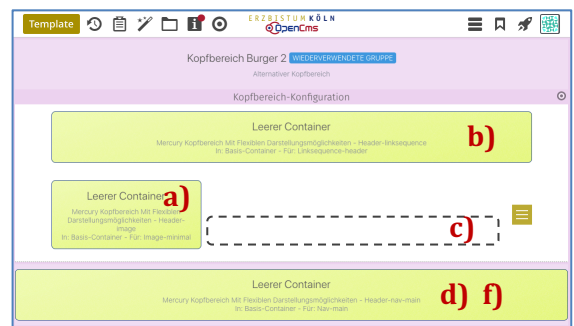 Template
ERZBISTUM KÖLN
OpenCms
Kopfbereich Burger 2 WIEDERVERWENDETE GRUPPE
Alternativer Kopfbereich
Kopfbereich-Konfiguration
Leerer Container
Mercury Kopfbereich Mit Flexiblen Darstellungsmöglichkeiten - Header-linksequence
In: Basis-Container - Für: Linksequence-header
b)
Leerer Container
a)
Mercury Kopfbereich Mit Flexiblen
Darstellungsmöglichkeiten - Header-
image
In: Basis-Container - Für: Image-minimal
c)
Leerer Container
Mercury Kopfbereich Mit Flexiblen Darstellungsmöglichkeiten - Header-nav-main
In: Basis-Container - Für: Nav-main
d) f)